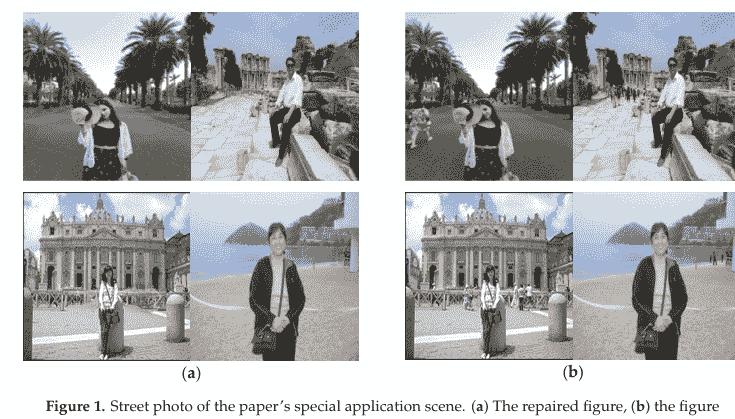 (a)
(b)
Figure 1. Street photo of the paper's special application scene. (a) The repaired figure, (b) the figure